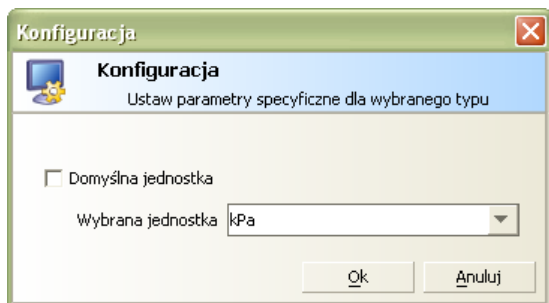 Konfiguracja
Konfiguracja
Ustaw parametry specyficzne dla wybranego typu
Domyślna jednostka
Wybrana jednostka kPa
Ok Anuluj